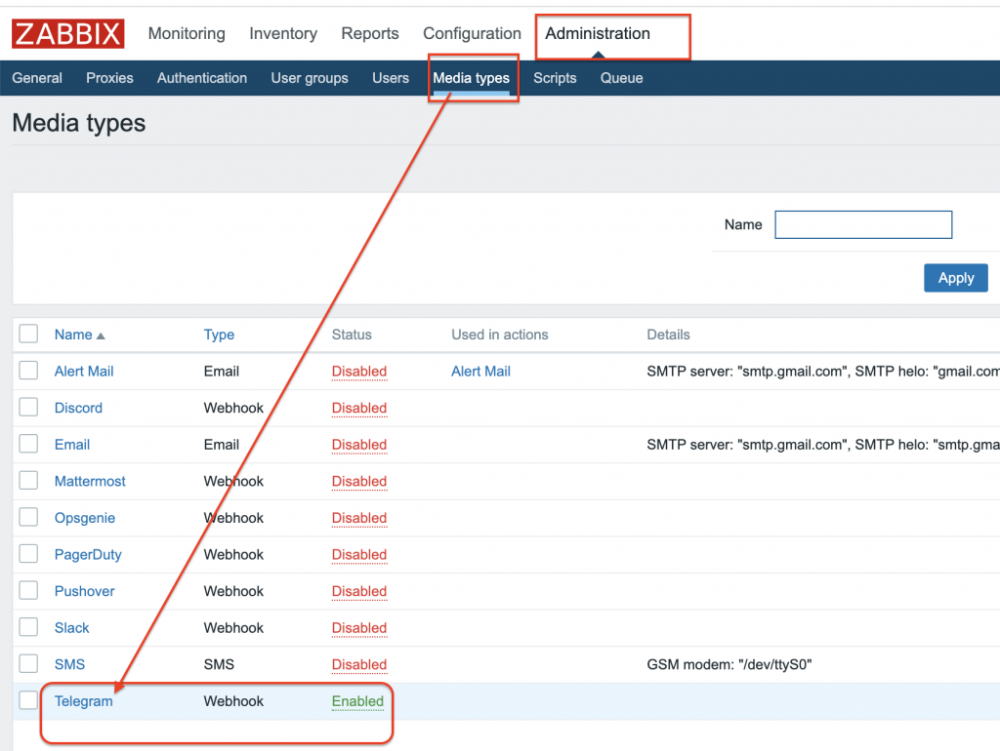 ZABBIX Monitoring Inventory Reports Configuration Administration
General Proxies Authentication User groups Users Media types Scripts Queue
Media types
Name
Apply
Name Type Status Used in actions Details
Alert Mail Email Disabled Alert Mail SMTP server: "smtp.gmail.com", SMTP helo: "gmail.com
Discord Webhook Disabled
Email Email Disabled SMTP server: "smtp.gmail.com", SMTP helo: "smtp.gma
Mattermost Webhook Disabled
Opsgenie Webhook Disabled
PagerDuty Webhook Disabled
Pushover Webhook Disabled
Slack Webhook Disabled
SMS SMS Disabled GSM modem: "/dev/ttyS0"
Telegram Webhook Enabled